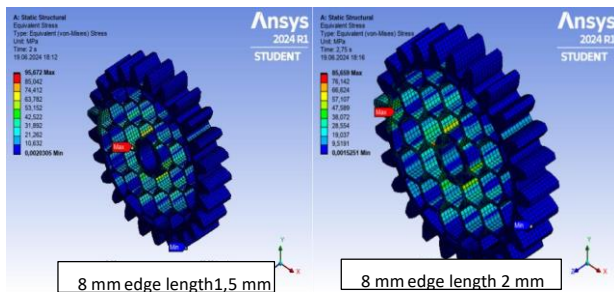 A: Static Structural
Equivalent Stress
Type: Equivalent (von-Mises) Stress
Unit: MPa
Time: 2 s
19.06.2024 18:12
95,672 Max
85,042
74,412
63,782
53,152
42,522
31,892
21,262
10,632
0,0020305 Min
Ansys
2024 R1
STUDENT
Max
Min
Y
X
8 mm edge length1,5 mm
A: Static Structural
Equivalent Stress
Type: Equivalent (von-Mises) Stress
Unit: MPa
Time: 2,75 s
19.06.2024 18:16
85,659 Max
76,142
66,624
57,107
47,589
38,072
28,554
19,037
9,5191
0,0015251 Min
Ansys
2024 R1
STUDENT
Max
Min
Y
Z
X
8 mm edge length 2 mm